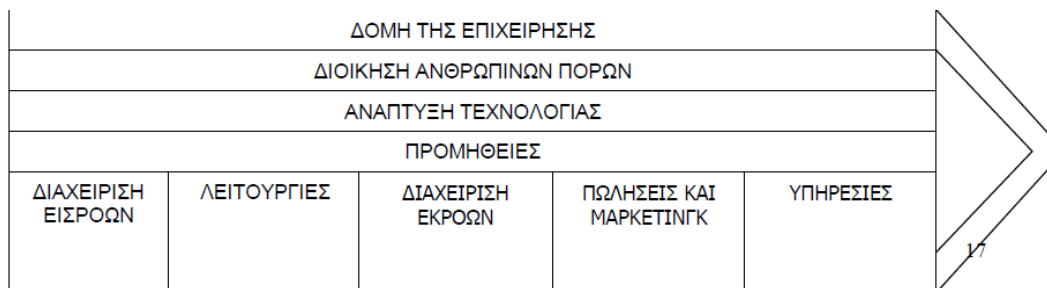 ΔΟΜΗ ΤΗΣ ΕΠΙΧΕΙΡΗΣΗΣ
ΔΙΟΙΚΗΣΗ ΑΝΘΡΩΠΙΝΩΝ ΠΟΡΩΝ
ΑΝΑΠΤΥΞΗ ΤΕΧΝΟΛΟΓΙΑΣ
ΠΡΟΜΗΘΕΙΕΣ
ΔΙΑΧΕΙΡΙΣΗ
ΕΙΣΡΟΩΝ
ΛΕΙΤΟΥΡΓΙΕΣ
ΔΙΑΧΕΙΡΙΣΗ
ΕΚΡΟΩΝ
ΠΩΛΗΣΕΙΣ ΚΑΙ
ΜΑΡΚΕΤΙΝΓΚ
ΥΠΗΡΕΣΙΕΣ
17